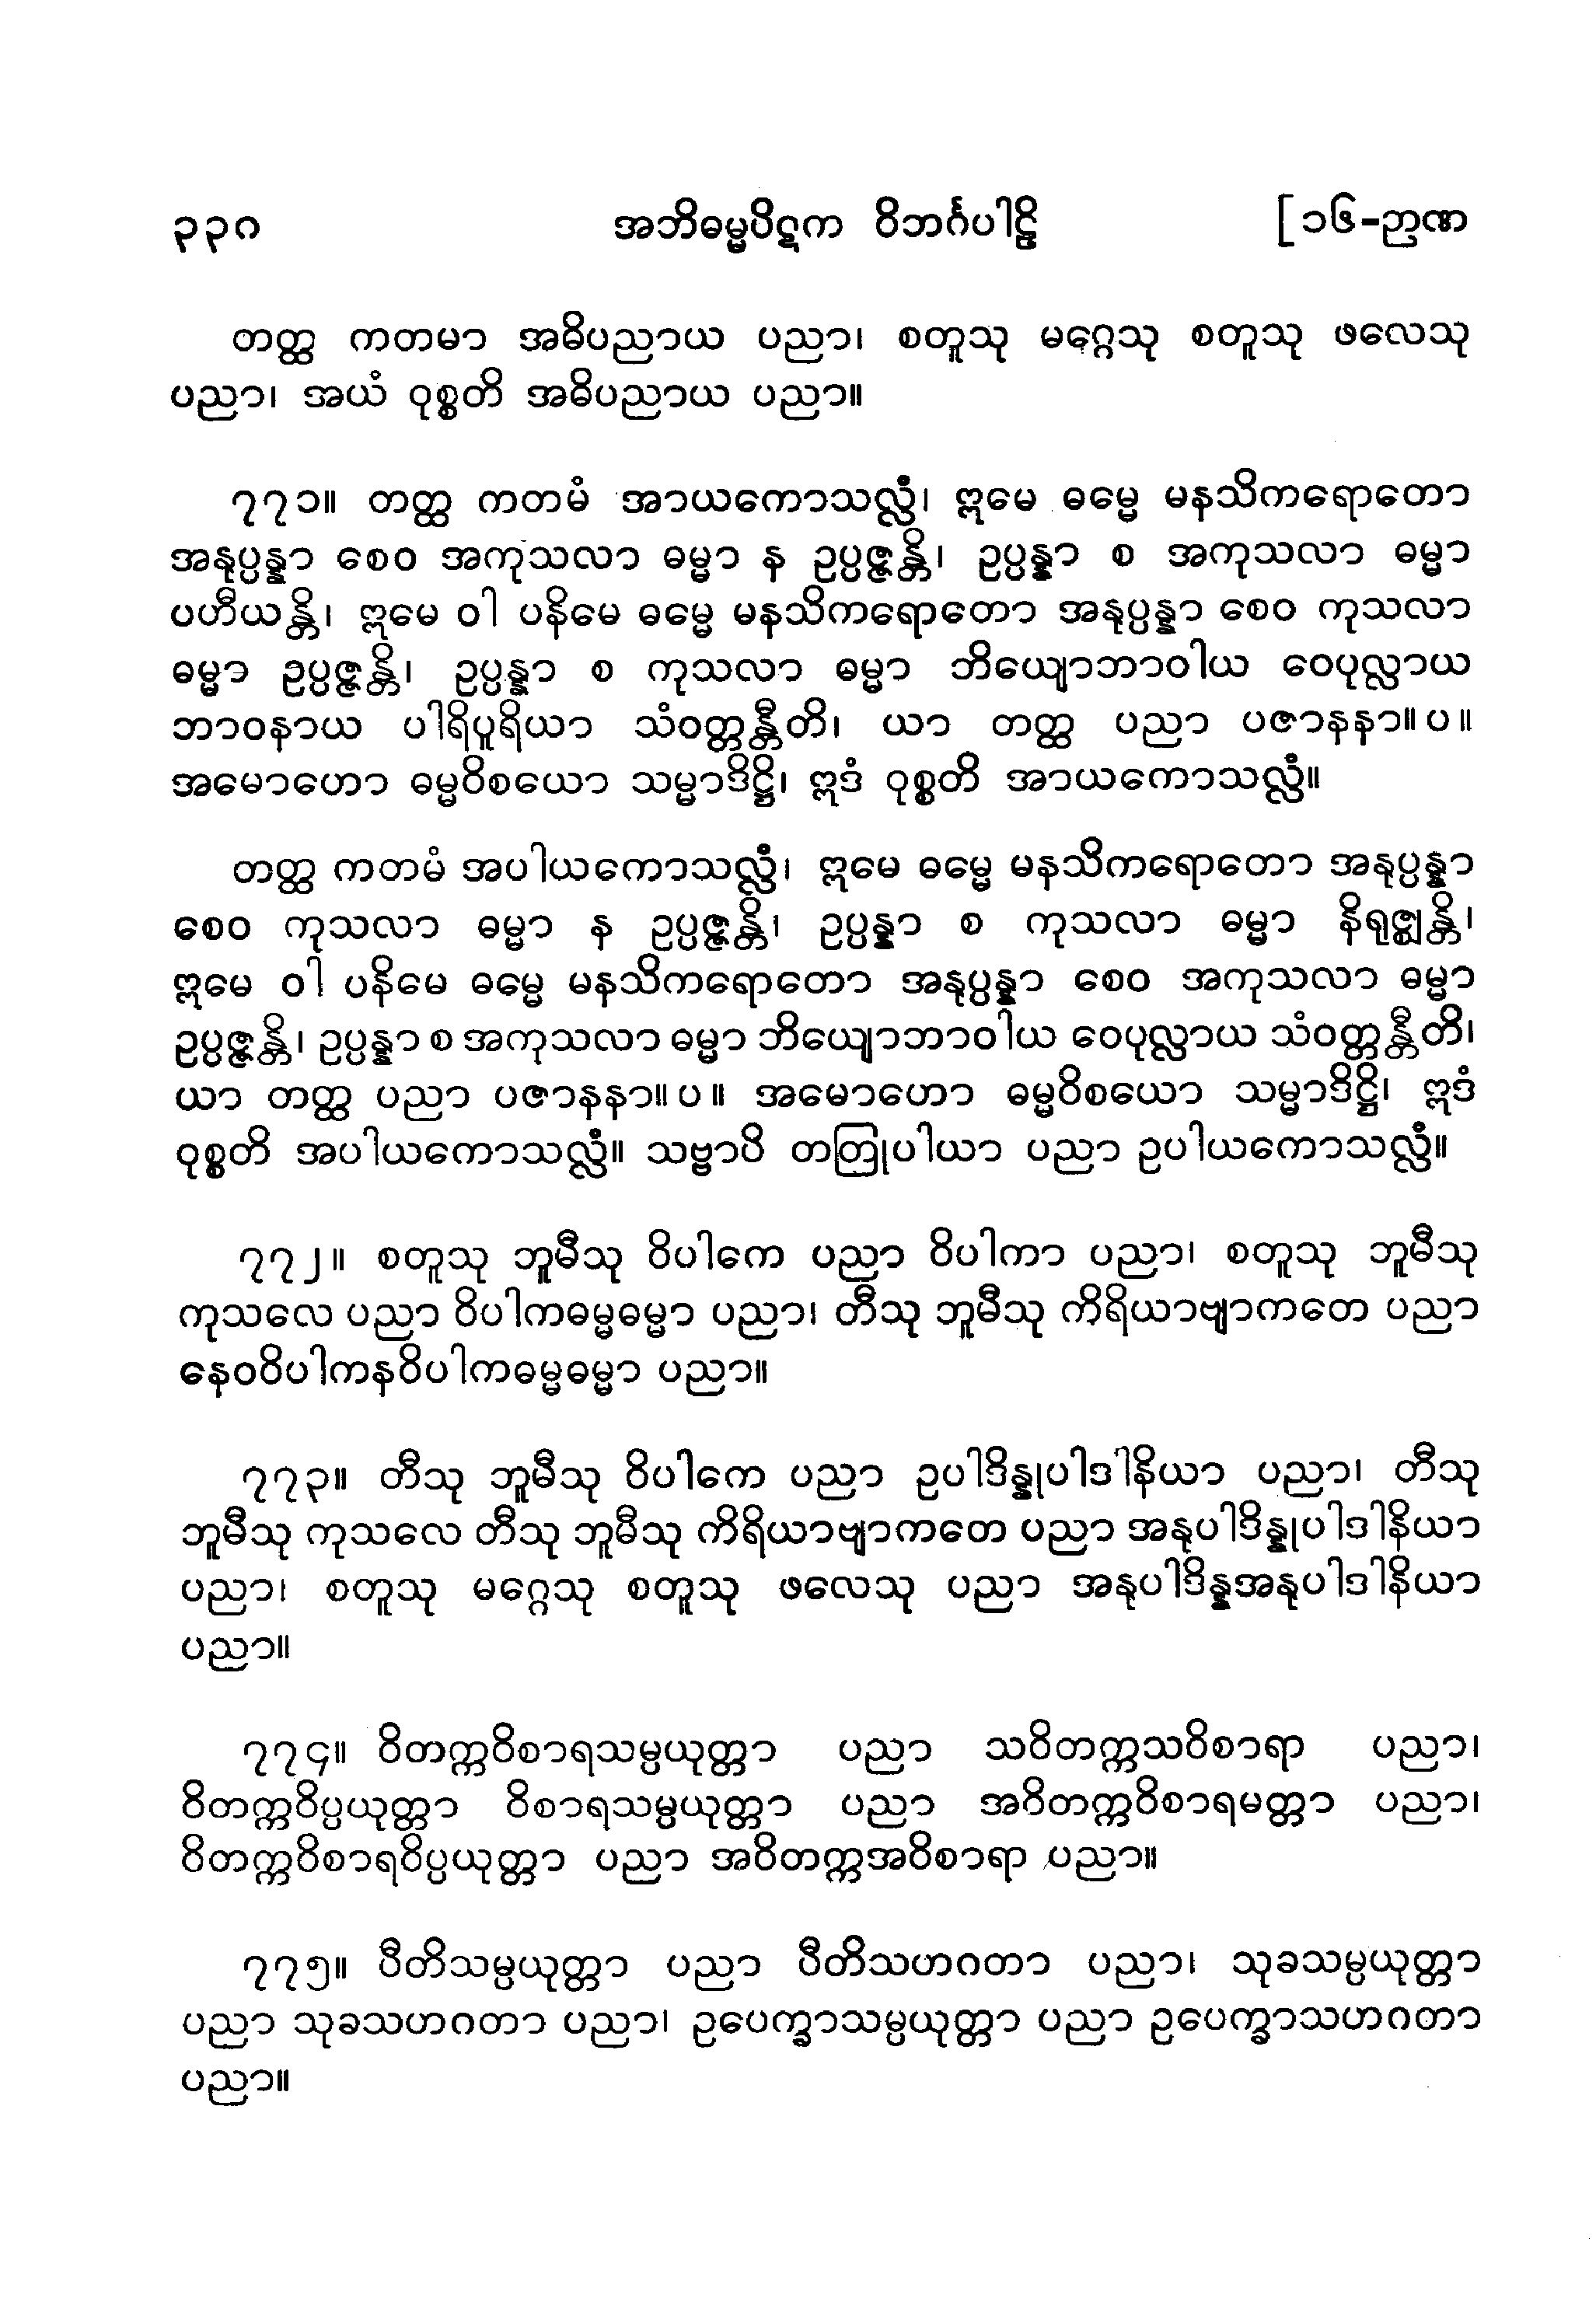 ၃၃ဂ အဘိဓမ္မပိဋက ဝိဘင်္ဂပါဠိ [ ၁၆-ဉာဏ
တတ္ထ ကတမာ အဓိပညာယ ပညာ၊ စတူသု မဂ္ဂေသု စတူသု ဖလေသု
ပညာ၊ အယံ ဝုစ္စတိ အဓိပညာယ ပညာ။
၇၇၁။ တတ္ထ ကတမံ အာယကောသလ္လံ၊ ဣမေ ဓမ္မေ မနသိကရောတော
အနုပ္ပန္နာ စေဝ အကုသလာ ဓမ္မာ န ဥပ္ပဇ္ဇန္တိ၊ ဥပ္ပန္နာ စ အကုသလာ ဓမ္မာ
ပဟီယန္တိ၊ ဣမေ ဝါ ပနိမေ ဓမ္မေ မနသိကရောတော အနုပ္ပန္နာ စေဝ ကုသလာ
ဓမ္မာ ဥပ္ပဇ္ဇန္တိ၊ ဥပ္ပန္နာ စ ကုသလာ ဓမ္မာ ဘိယျောဘာဝါယ ဝေပုလ္လာယ
ဘာဝနာယ ပါရိပူရိယာ သံဝတ္တန္တီတိ၊ ယာ တတ္ထ ပညာ ပဇာနနာ။ ပ ။
အမောဟော ဓမ္မဝိစယော သမ္မာဒိဋ္ဌိ၊ ဣဒံ ဝုစ္စတိ အာယကောသလ္လံ။
တတ္ထ ကတမံ အပါယကောသလ္လံ၊ ဣမေ ဓမ္မေ မနသိကရောတော အနုပ္ပန္နာ
စေဝ ကုသလာ ဓမ္မာ န ဥပ္ပဇ္ဇန္တိ၊ ဥပ္ပန္နာ စ ကုသလာ ဓမ္မာ နိရုဇ္ဈန္တိ၊
ဣမေ ဝါ ပနိမေ ဓမ္မေ မနသိကရောတော အနုပ္ပန္နာ စေဝ အကုသလာ ဓမ္မာ
ဥပ္ပဇ္ဇန္တိ၊ ဥပ္ပန္နာ စ အကုသလာ ဓမ္မာ ဘိယျောဘာဝါယ ဝေပုလ္လာယ သံဝတ္တန္တီတိ၊
ယာ တတ္ထ ပညာ ပဇာနနာ။ ပ ။ အမောဟော ဓမ္မဝိစယော သမ္မာဒိဋ္ဌိ၊ ဣဒံ
ဝုစ္စတိ အပါယကောသလ္လံ။ သဗ္ဗာပိ တတြုပါယာ ပညာ ဥပါယကောသလ္လံ။
၇၇၂။ စတူသု ဘူမီသု ဝိပါကေ ပညာ ဝိပါကာ ပညာ၊ စတူသု ဘူမီသု
ကုသလေ ပညာ ဝိပါကဓမ္မဓမ္မာ ပညာ၊ တီသု ဘူမီသု ကိရိယာဗျာကတေ ပညာ
နေဝဝိပါကနဝိပါကဓမ္မဓမ္မာ ပညာ။
၇၇၃။ တီသု ဘူမီသု ဝိပါကေ ပညာ ဥပါဒိန္နုပါဒါနိယာ ပညာ၊ တီသု
ဘူမီသု ကုသလေ တီသု ဘူမီသု ကိရိယာဗျာကတေ ပညာ အနုပါဒိန္နုပါဒါနိယာ
ပညာ၊ စတူသု မဂ္ဂေသု စတူသု ဖလေသု ပညာ အနုပါဒိန္နအနုပါဒါနိယာ
ပညာ။
၇၇၄။ ဝိတက္ကဝိစာရသမ္ပယုတ္တာ ပညာ သဝိတက္ကသဝိစာရာ ပညာ၊
ဝိတက္ကဝိပ္ပယုတ္တာ ဝိစာရသမ္ပယုတ္တာ ပညာ အဝိတက္ကဝိစာရမတ္တာ ပညာ၊
ဝိတက္ကဝိစာရဝိပ္ပယုတ္တာ ပညာ အဝိတက္ကအဝိစာရာ ပညာ။
၇၇၅။ ပီတိသမ္ပယုတ္တာ ပညာ ပီတိသဟဂတာ ပညာ၊ သုခသမ္ပယုတ္တာ
ပညာ သုခသဟဂတာ ပညာ၊ ဥပေက္ခာသမ္ပယုတ္တာ ပညာ ဥပေက္ခာသဟဂတာ
ပညာ။